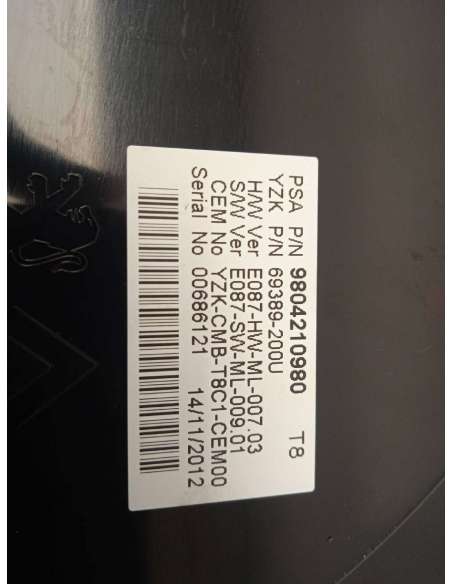 PSA P/N 9804210980 T8
YZK P/N 69389-200U
H/W Ver E087-HW-ML-007.03
S/W Ver E087-SW-ML-009.01
CEM No YZK-CMB-T8C1-CEM00
Serial No 00686121 14/11/2012